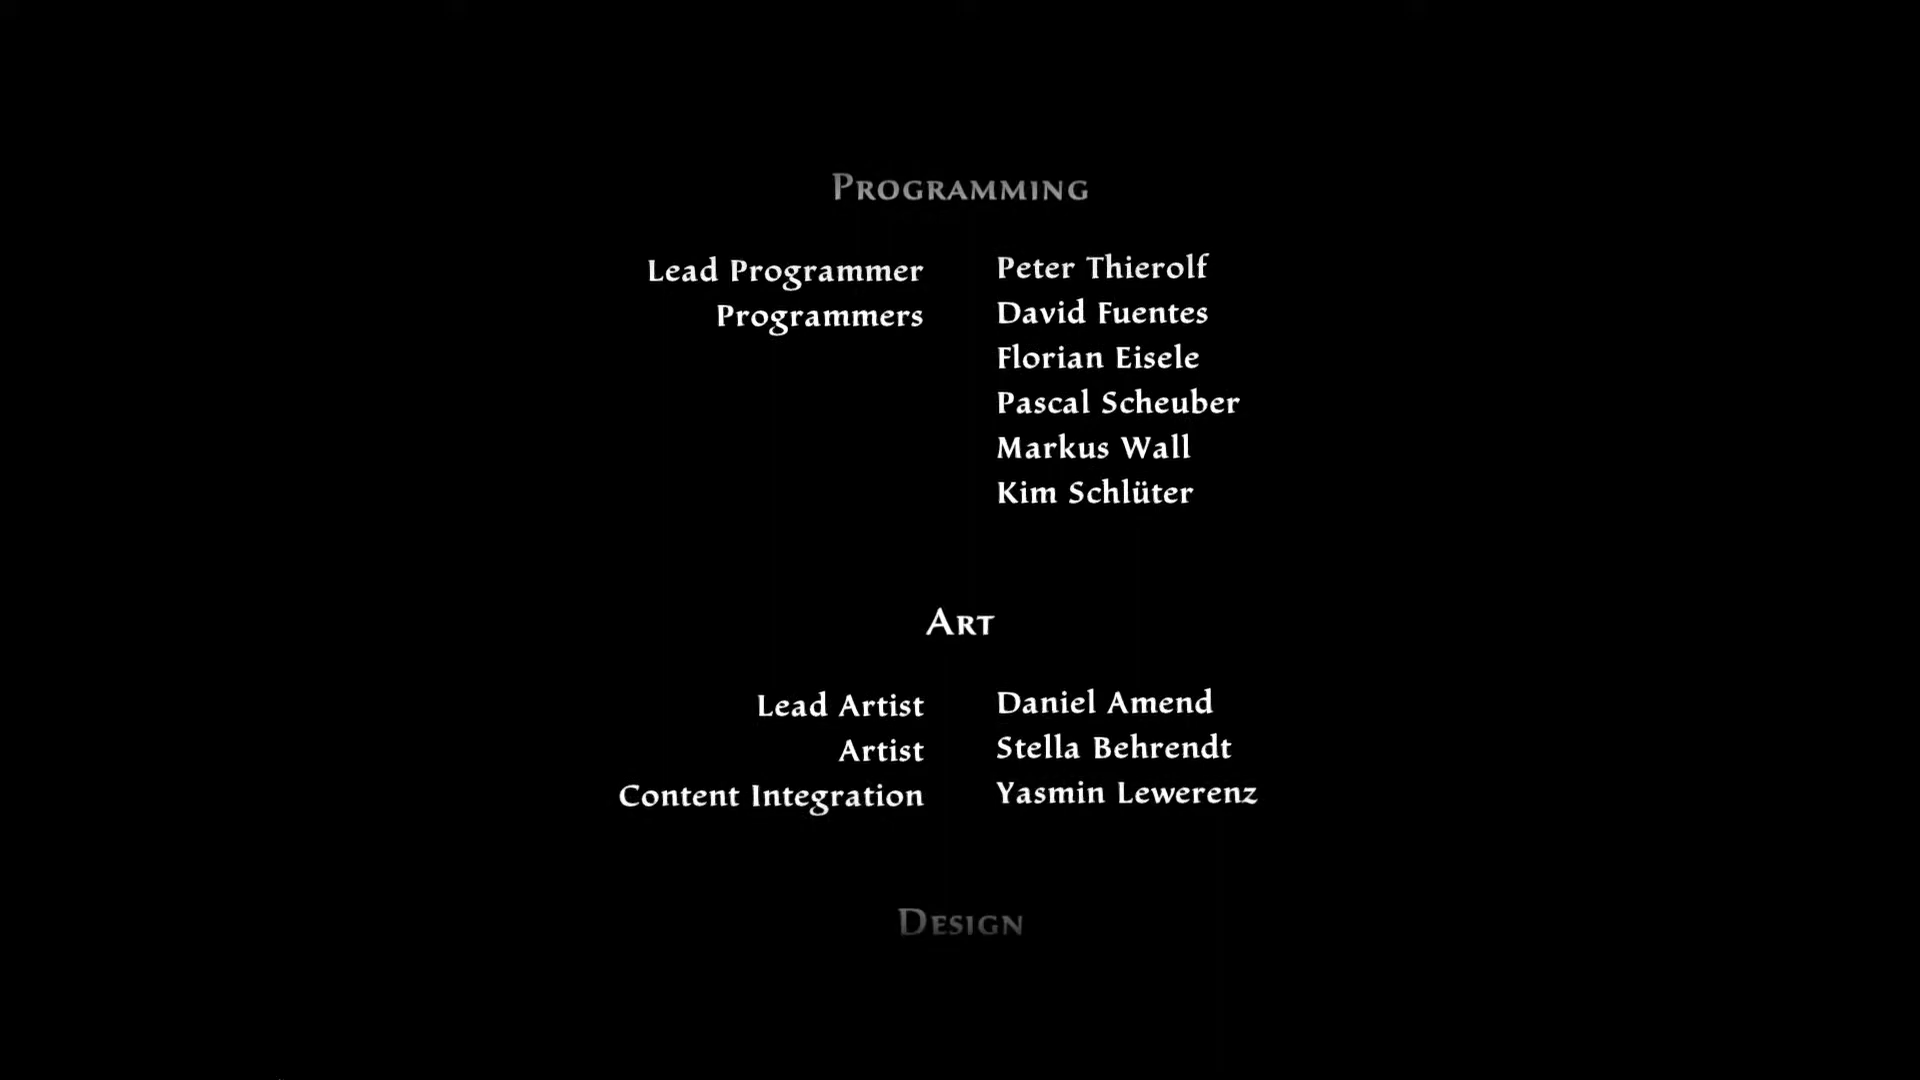 Programming
Lead Programmer Peter Thierolf
Programmers David Fuentes
Florian Eisele
Pascal Scheuber
Markus Wall
Kim Schlüter
Art
Lead Artist Daniel Amend
Artist Stella Behrendt
Content Integration Yasmin Lewerenz
Design